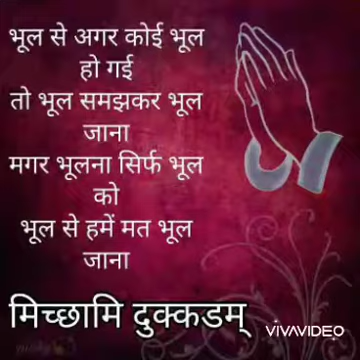 भूल से अगर कोई भूल
हो गई
तो भूल समझकर भूल
जाना
मगर भूलना सिर्फ भूल
को
भूल से हमें मत भूल
जाना
मिच्छामि दुक्कडम्
VIVAVIDEO